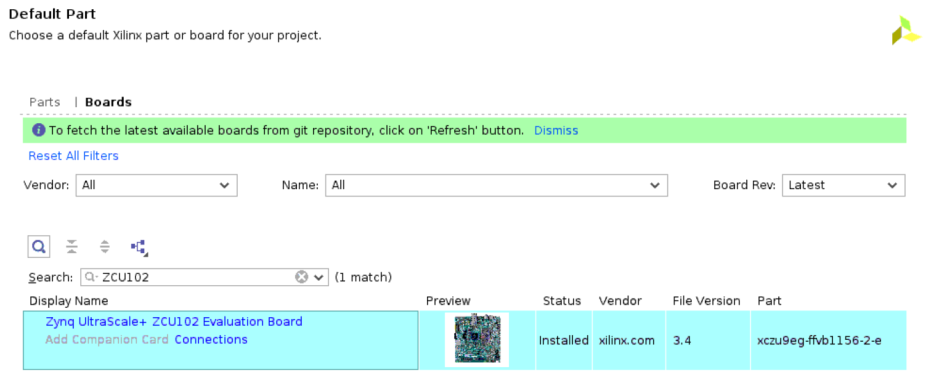 Default Part
Choose a default Xilinx part or board for your project.
Parts | Boards
To fetch the latest available boards from git repository, click on 'Refresh' button. Dismiss
Reset All Filters
Vendor: All Name: All Board Rev: Latest
Search: ZCU102 (1 match)
Display Name Preview Status Vendor File Version Part
Zynq UltraScale+ ZCU102 Evaluation Board
Add Companion Card Connections
Installed xilinx.com 3.4 xczu9eg-ffvb1156-2-e